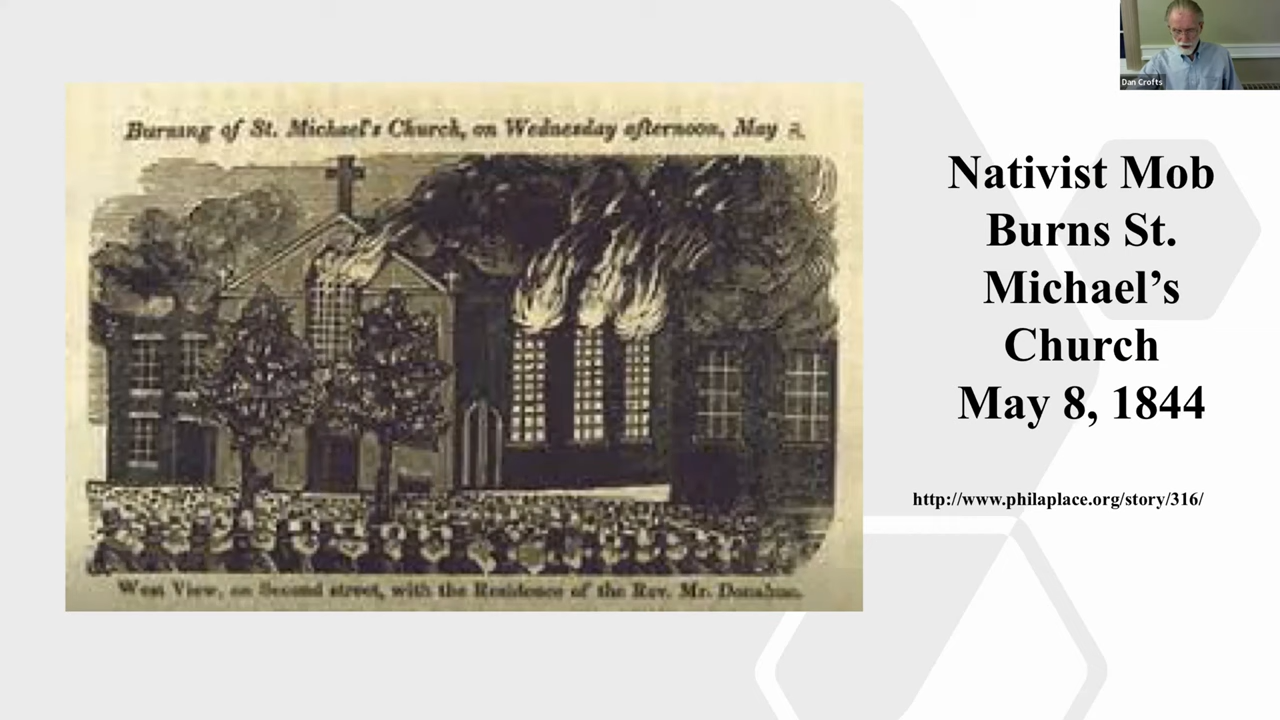 Dan Crofts
Burning of St. Michael's Church, on Wednesday afternoon, May
West View, on Second street, with the Residence of the Rev. Mr. Donahue.
Nativist Mob
Burns St.
Michael’s
Church
May 8, 1844
http://www.philaplace.org/story/316/